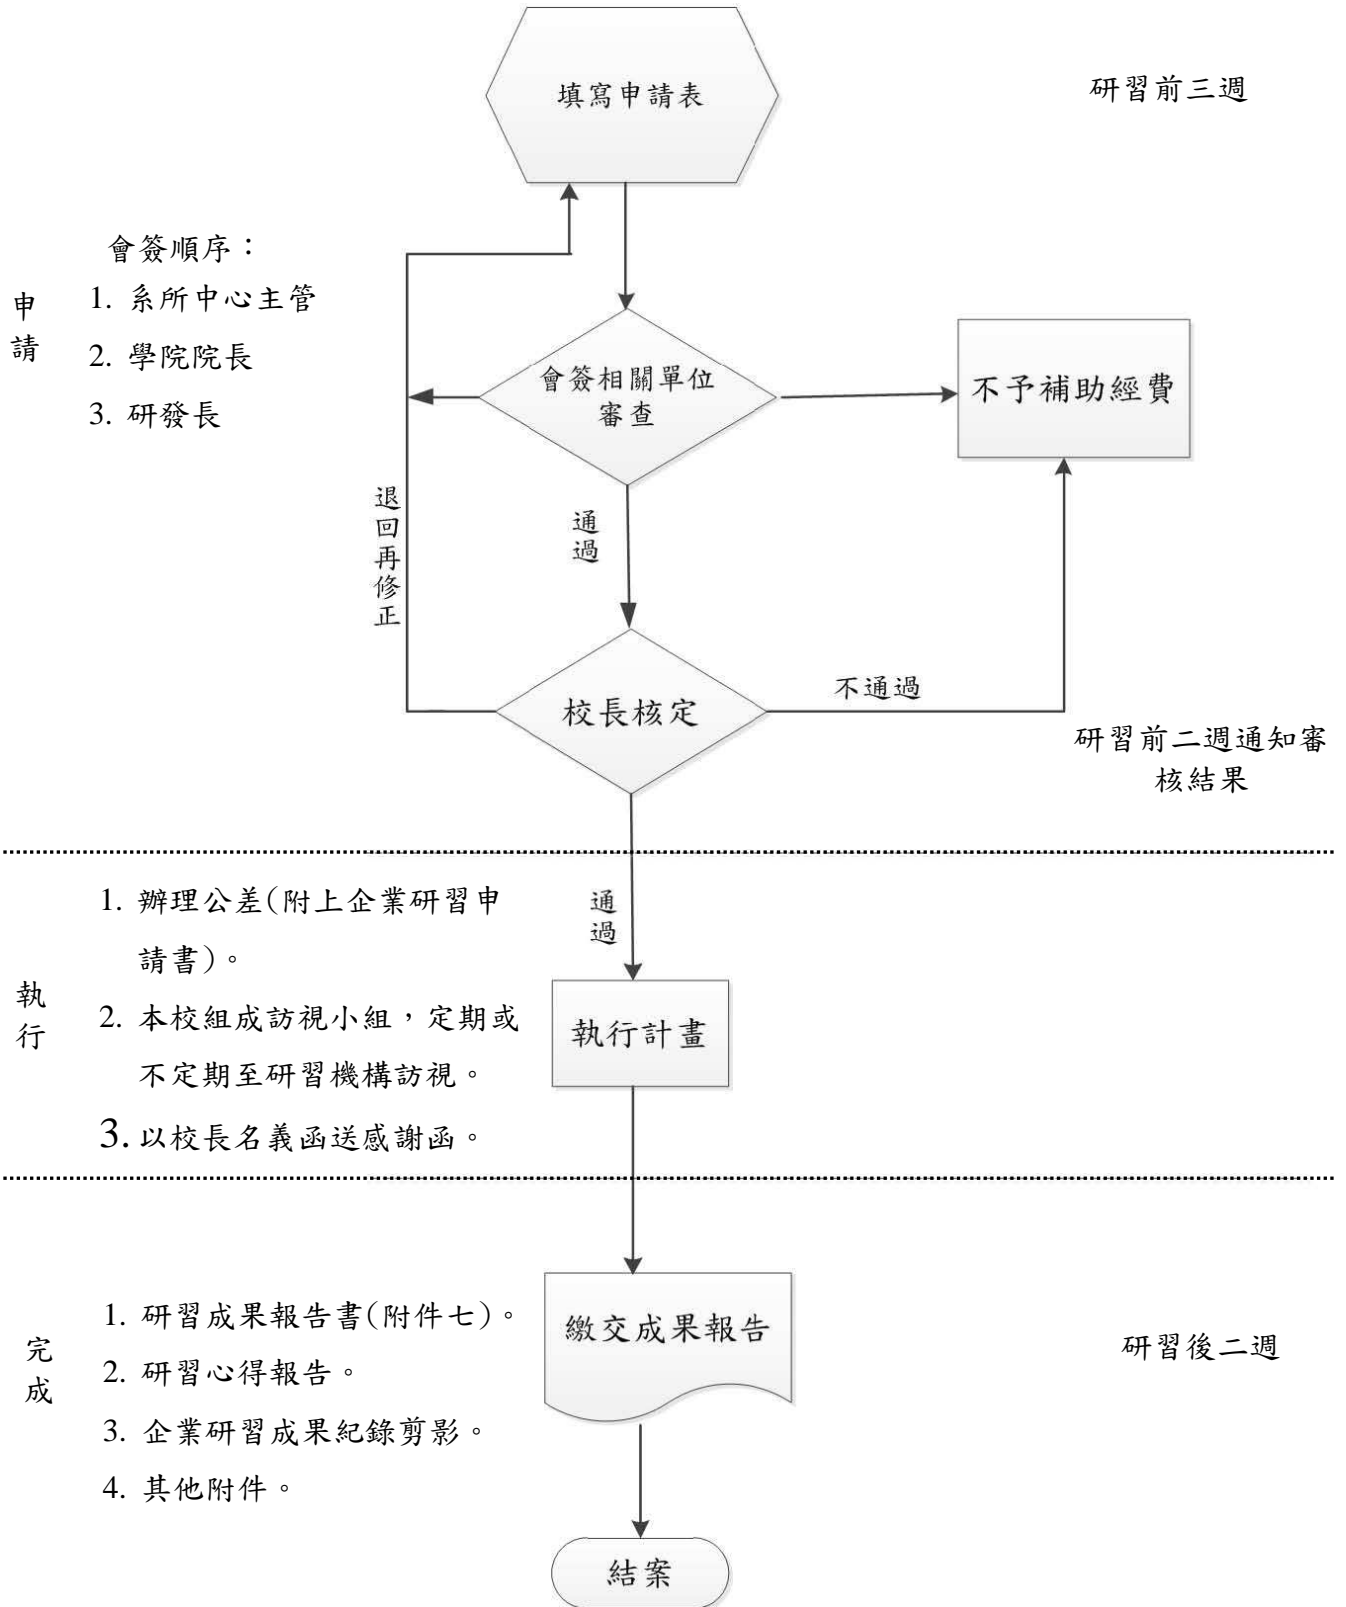 填寫申請表
研習前三週
會簽順序：
申
請
1. 系所中心主管
2. 學院院長
3. 研發長
會簽相關單位
審查
不予補助經費
退
回
再
修
正
通
過
校長核定
不通過
研習前二週通知審
核結果
執
行
1. 辦理公差(附上企業研習申
請書)。
2. 本校組成訪視小組，定期或
不定期至研習機構訪視。
3. 以校長名義函送感謝函。
通
過
執行計畫
完
成
1. 研習成果報告書(附件七)。
2. 研習心得報告。
3. 企業研習成果紀錄剪影。
4. 其他附件。
繳交成果報告
研習後二週
結案